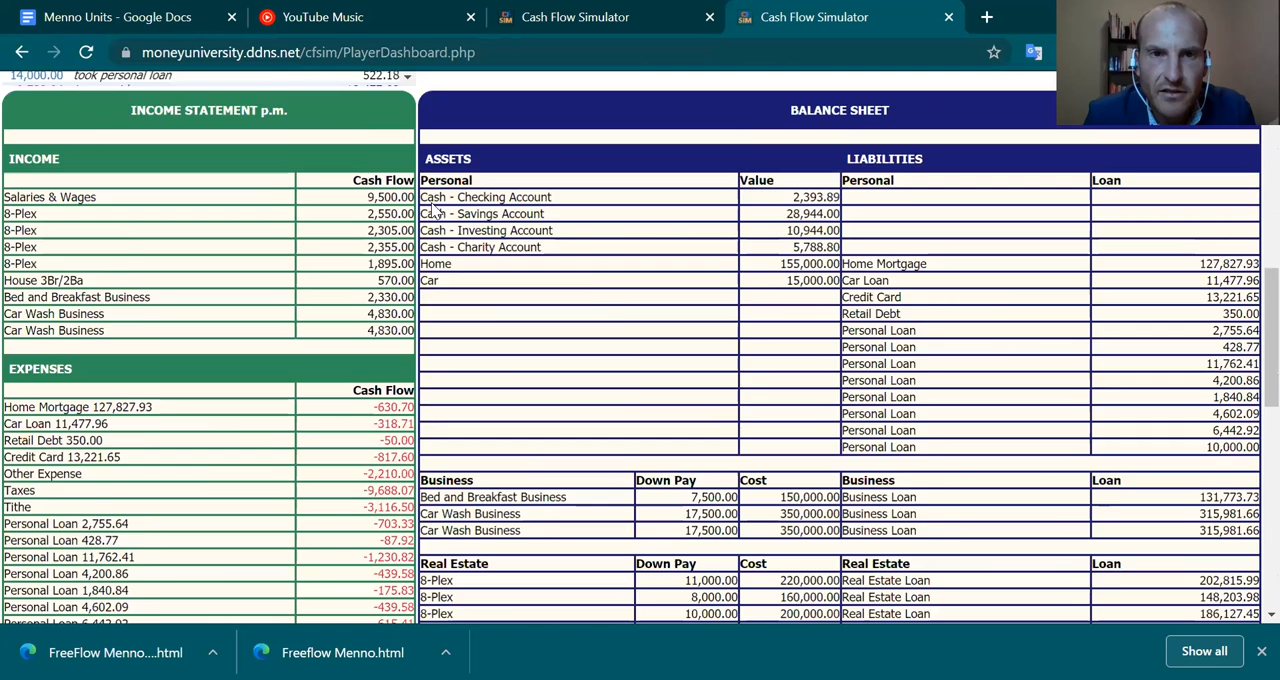 Menno Units - Google Docs
YouTube Music
Cash Flow Simulator
Cash Flow Simulator
moneyuniversity.ddns.net/cfsim/PlayerDashboard.php
14,000.00 took personal loan 522.18
INCOME STATEMENT p.m.
INCOME
Cash Flow
Salaries & Wages 9,500.00
8-Plex 2,550.00
8-Plex 2,305.00
8-Plex 2,355.00
8-Plex 1,895.00
House 3Br/2Ba 570.00
Bed and Breakfast Business 2,330.00
Car Wash Business 4,830.00
Car Wash Business 4,830.00
EXPENSES
Cash Flow
Home Mortgage 127,827.93 -630.70
Car Loan 11,477.96 -318.71
Retail Debt 350.00 -50.00
Credit Card 13,221.65 -817.60
Other Expense -2,210.00
Taxes -9,688.07
Tithe -3,116.50
Personal Loan 2,755.64 -703.33
Personal Loan 428.77 -87.92
Personal Loan 11,762.41 -1,230.82
Personal Loan 4,200.86 -439.58
Personal Loan 1,840.84 -175.83
Personal Loan 4,602.09 -439.58
Personal Loan 6,442.92 -615.41
BALANCE SHEET
ASSETS LIABILITIES
Personal Value Personal Loan
Cash - Checking Account 2,393.89
Cash - Savings Account 28,944.00
Cash - Investing Account 10,944.00
Cash - Charity Account 5,788.80
Home 155,000.00 Home Mortgage 127,827.93
Car 15,000.00 Car Loan 11,477.96
Credit Card 13,221.65
Retail Debt 350.00
Personal Loan 2,755.64
Personal Loan 428.77
Personal Loan 11,762.41
Personal Loan 4,200.86
Personal Loan 1,840.84
Personal Loan 4,602.09
Personal Loan 6,442.92
Personal Loan 10,000.00
Business Down Pay Cost Business Loan
Bed and Breakfast Business 7,500.00 150,000.00 Business Loan 131,773.73
Car Wash Business 17,500.00 350,000.00 Business Loan 315,981.66
Car Wash Business 17,500.00 350,000.00 Business Loan 315,981.66
Real Estate Down Pay Cost Real Estate Loan
8-Plex 11,000.00 220,000.00 Real Estate Loan 202,815.99
8-Plex 8,000.00 160,000.00 Real Estate Loan 148,203.98
8-Plex 10,000.00 200,000.00 Real Estate Loan 186,127.45
FreeFlow Menno....html
Freeflow Menno.html
Show all